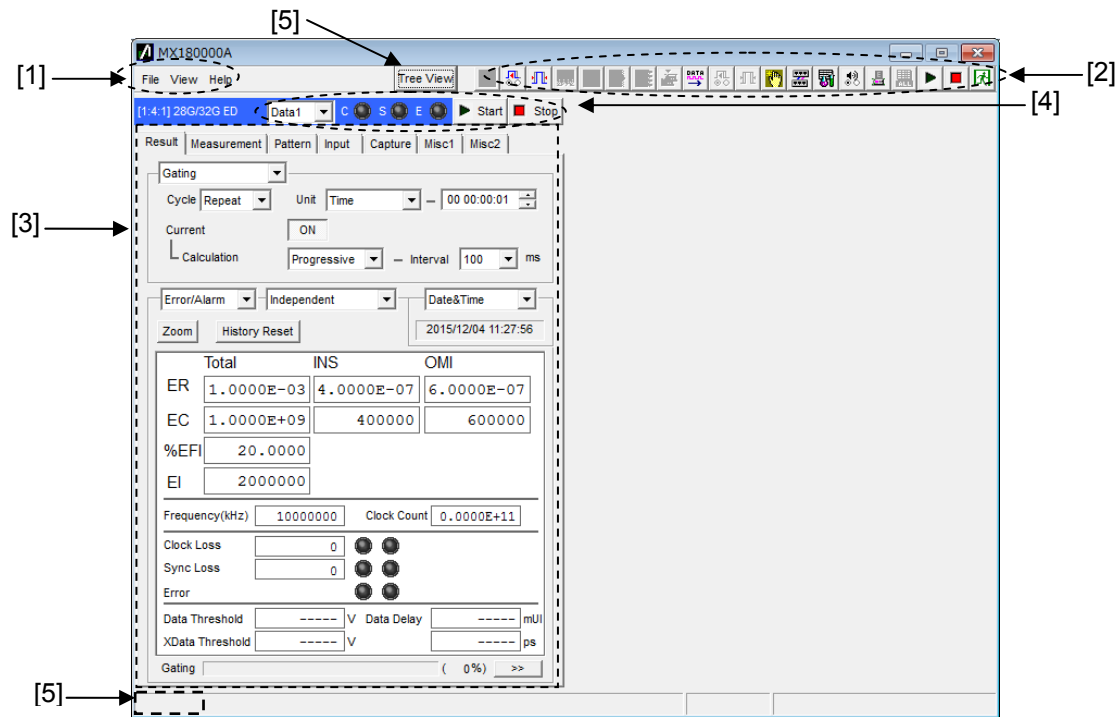 [5]
MX180000A
[1]
File View Help
Tree View
DATA
[2]
[4]
[1:4:1] 28G/32G ED Data1 C S E Start Stop
Result Measurement Pattern Input Capture Misc1 Misc2
Gating
Cycle Repeat Unit Time 00 00:00:01
[3]
Current ON
Calculation Progressive Interval 100 ms
Error/Alarm Independent Date&Time
Zoom History Reset 2015/12/04 11:27:56
Total INS OMI
ER 1.0000E-03 4.0000E-07 6.0000E-07
EC 1.0000E+09 400000 600000
%EFI 20.0000
EI 2000000
Frequency(kHz) 10000000 Clock Count 0.0000E+11
Clock Loss 0
Sync Loss 0
Error
Data Threshold ----- V Data Delay ----- mUI
XData Threshold ----- V ----- ps
Gating ( 0%) >>
[5]